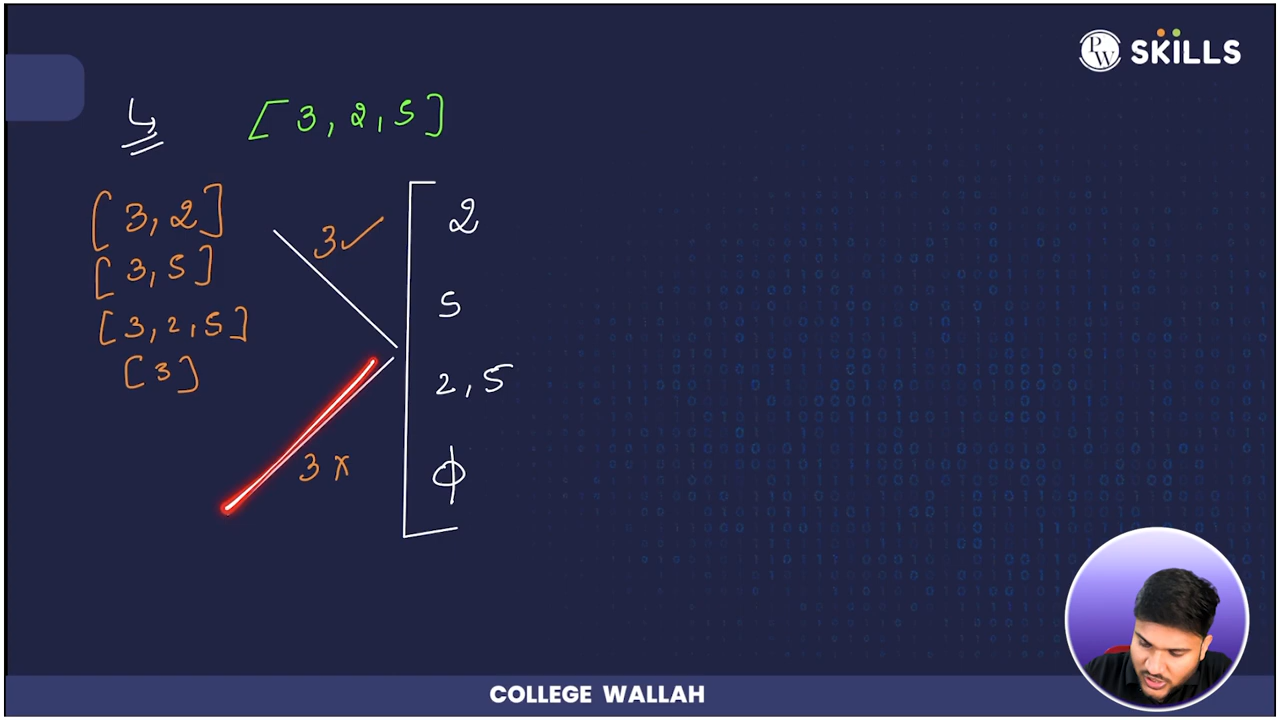 PW SKILLS
[3, 2, 5]
[3, 2]
3 ✓
2
[3, 5]
5
[3, 2, 5]
[3]
2, 5
3 x
ϕ
COLLEGE WALLAH